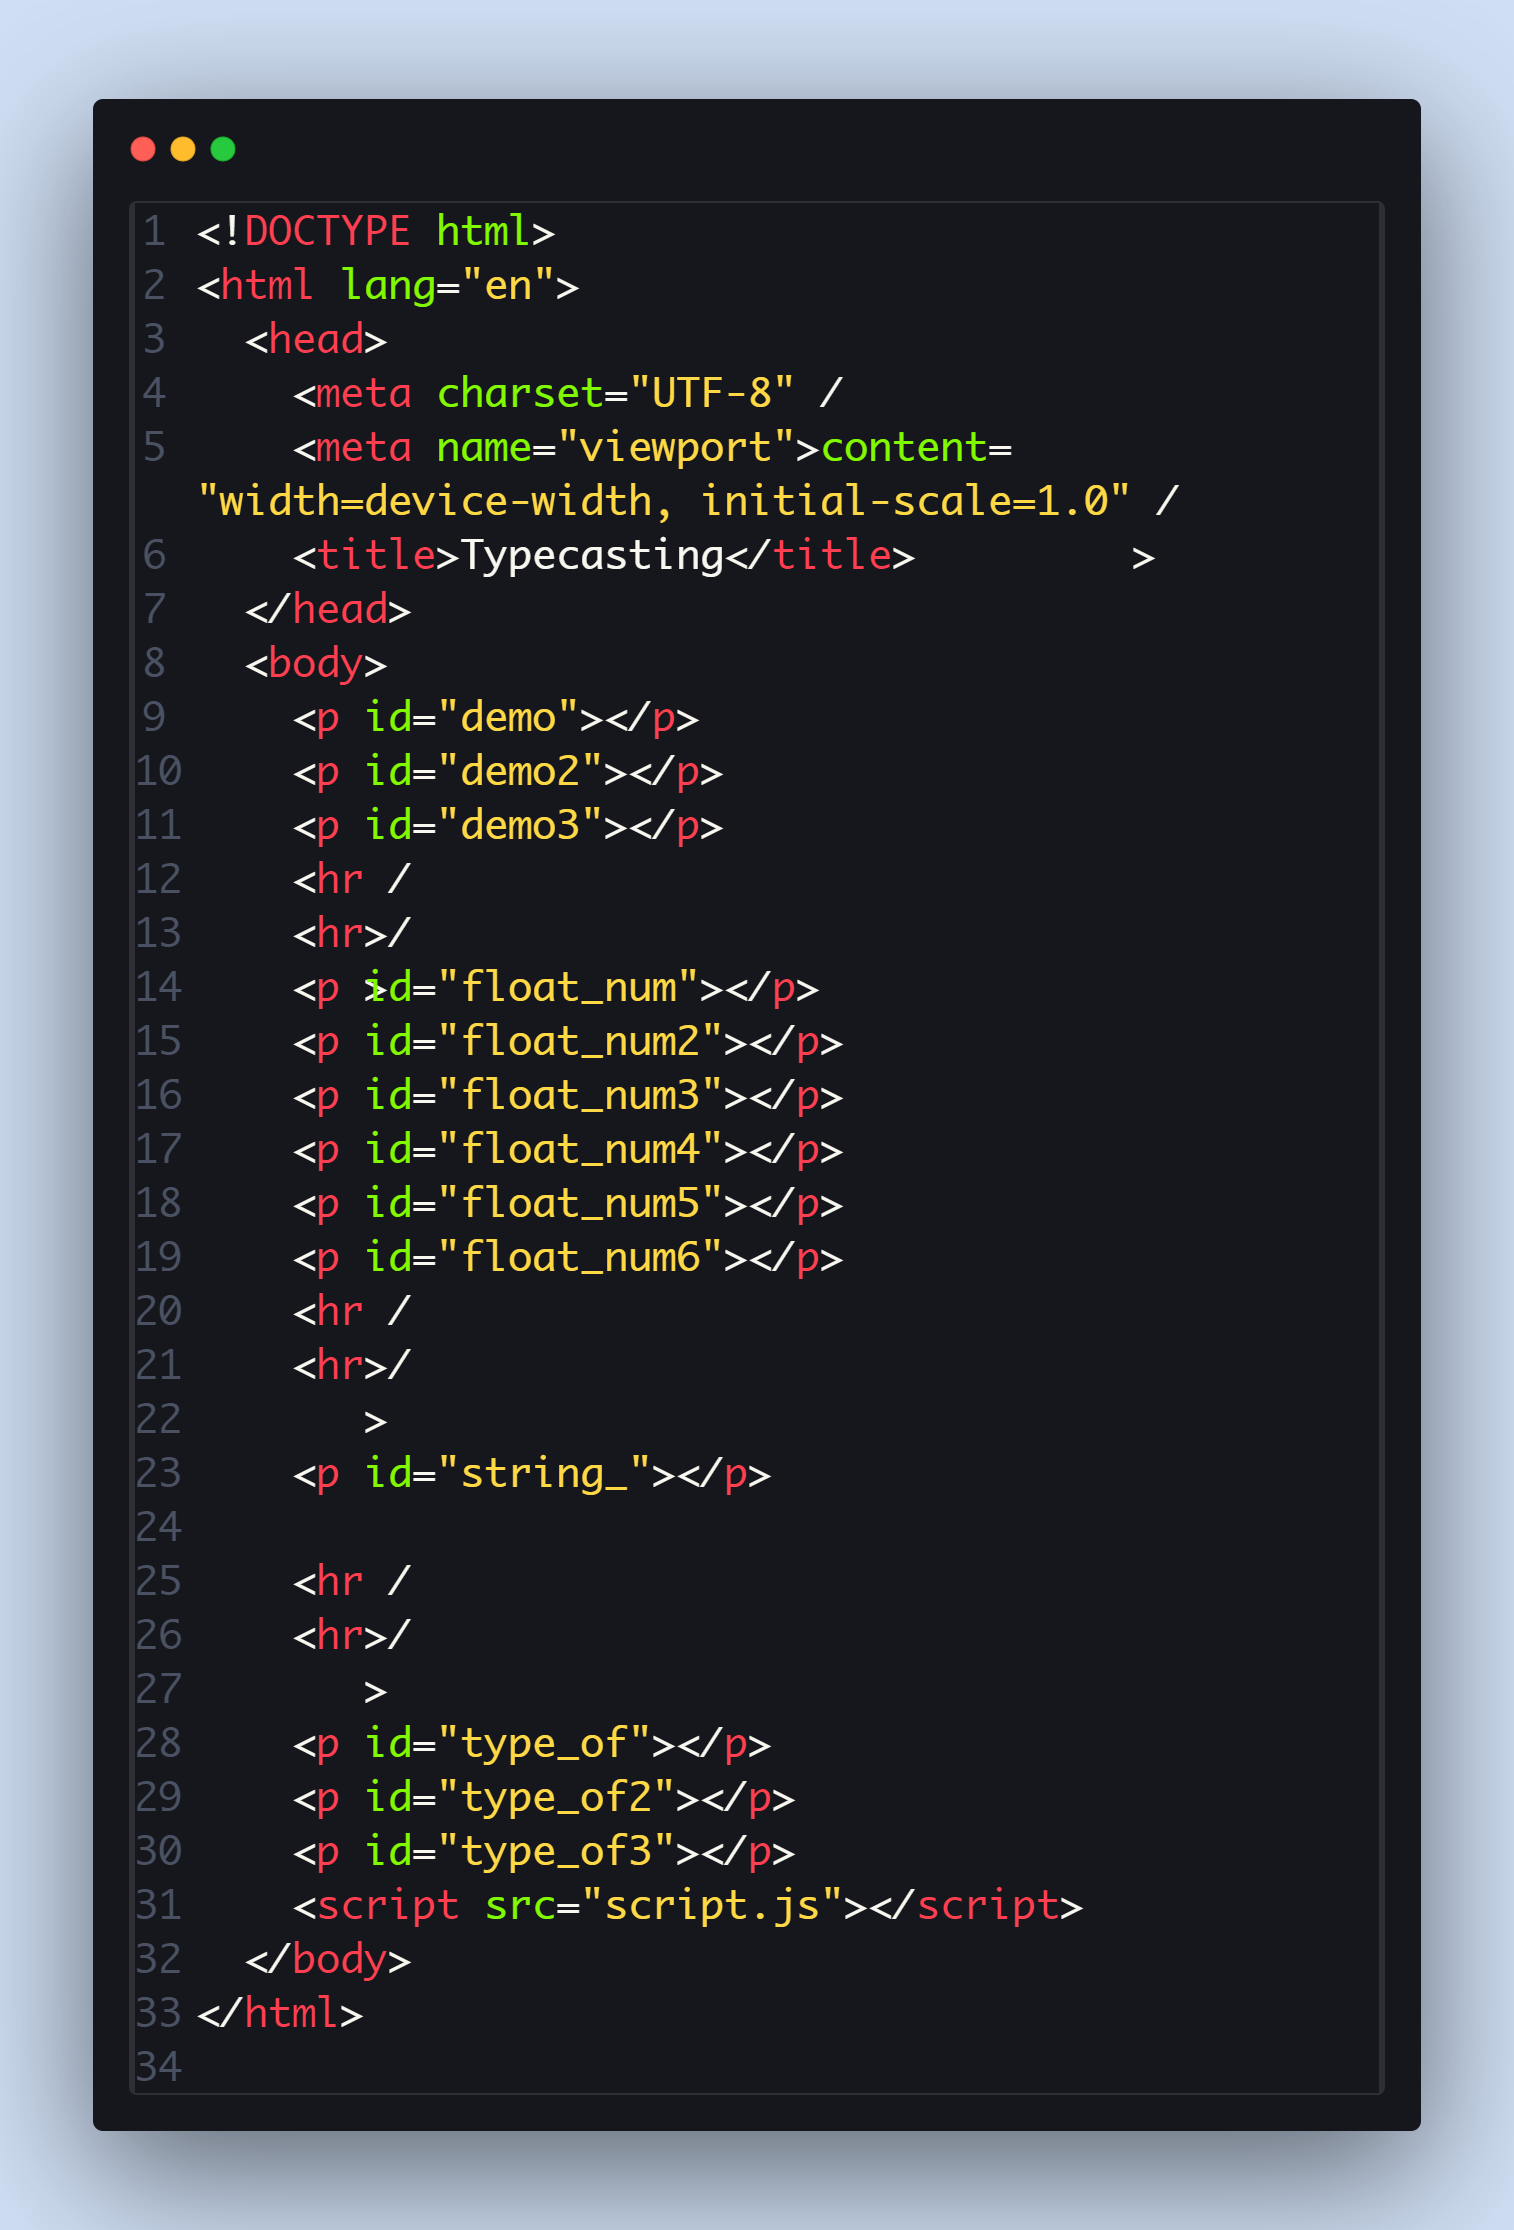 1 <!DOCTYPE html>
2 <html lang="en">
3   <head>
4     <meta charset="UTF-8" /
5     <meta name="viewport">content=
"width=device-width, initial-scale=1.0" /
6     <title>Typecasting</title>         >
7   </head>
8   <body>
9     <p id="demo"></p>
10     <p id="demo2"></p>
11     <p id="demo3"></p>
12     <hr /
13     <hr>/
14     <p >id="float_num"></p>
15     <p id="float_num2"></p>
16     <p id="float_num3"></p>
17     <p id="float_num4"></p>
18     <p id="float_num5"></p>
19     <p id="float_num6"></p>
20     <hr /
21     <hr>/
22        >
23     <p id="string_"></p>
24
25     <hr /
26     <hr>/
27        >
28     <p id="type_of"></p>
29     <p id="type_of2"></p>
30     <p id="type_of3"></p>
31     <script src="script.js"></script>
32   </body>
33 </html>
34